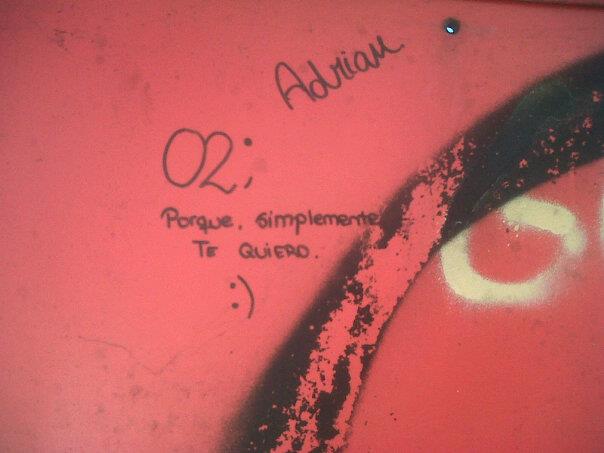 Adrian
02;
Porque, simplemente
TE QUIERO.
:)